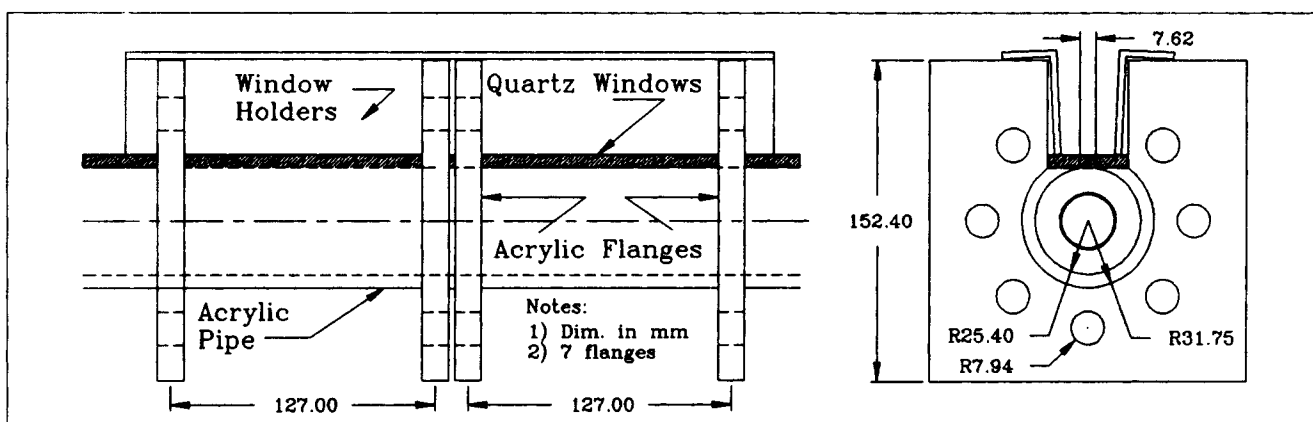 7.62
Window
Holders
Quartz Windows
152.40
Acrylic Flanges
Acrylic
Pipe
Notes:
1) Dim. in mm
2) 7 flanges
R25.40
R31.75
R7.94
127.00
127.00